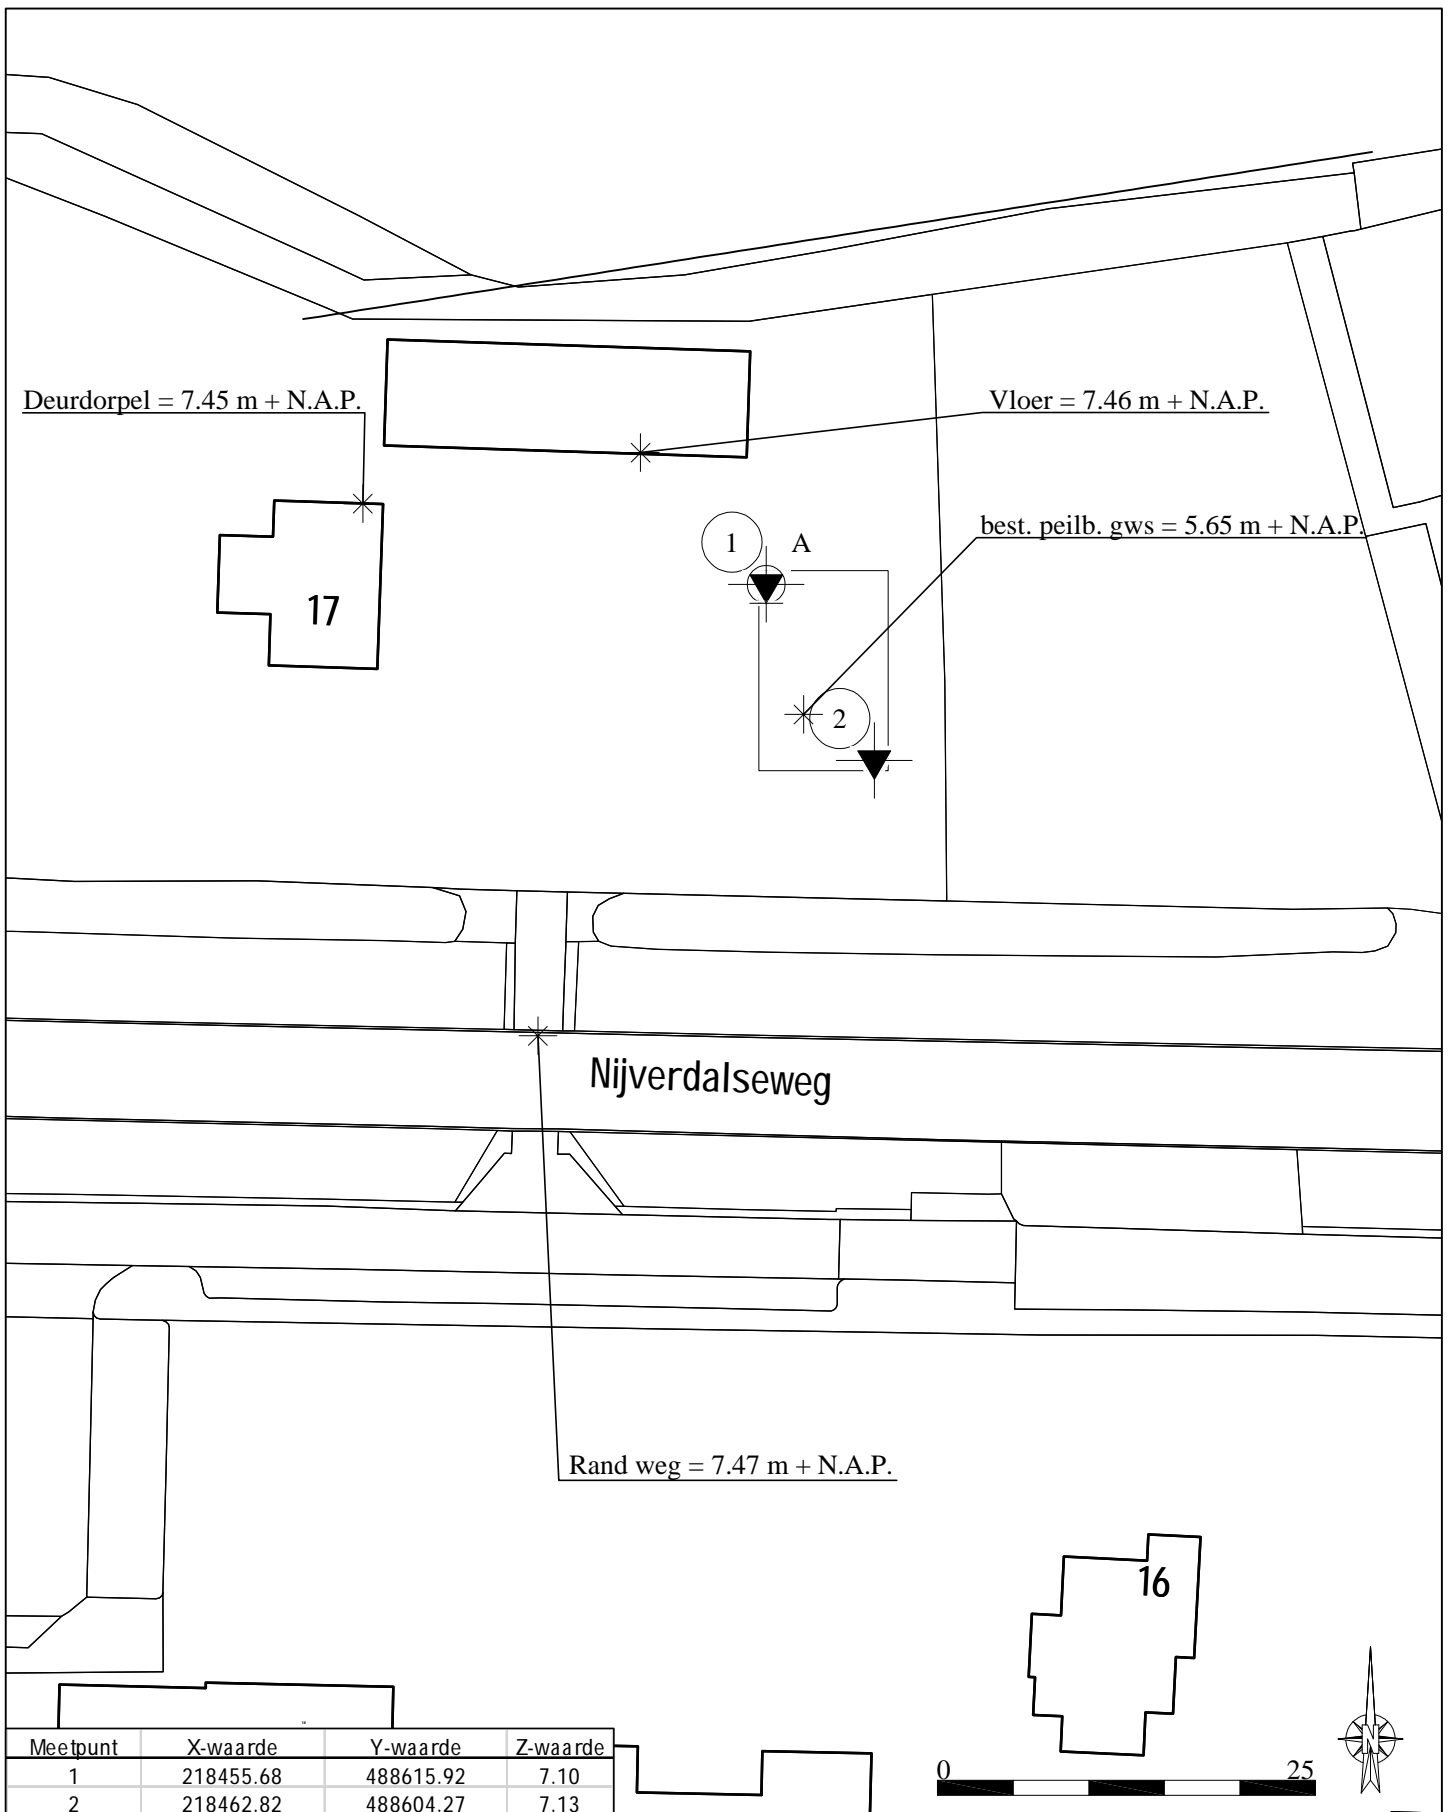 Deurdorpel = 7.45 m + N.A.P.
Vloer = 7.46 m + N.A.P.
best. peilb. gws = 5.65 m + N.A.P.
1
A
17
2
Nijverdalseweg
Rand weg = 7.47 m + N.A.P.
16
N
0 25
Meetpunt X-waarde Y-waarde Z-waarde
1 218455.68 488615.92 7.10
2 218462.82 488604.27 7.13